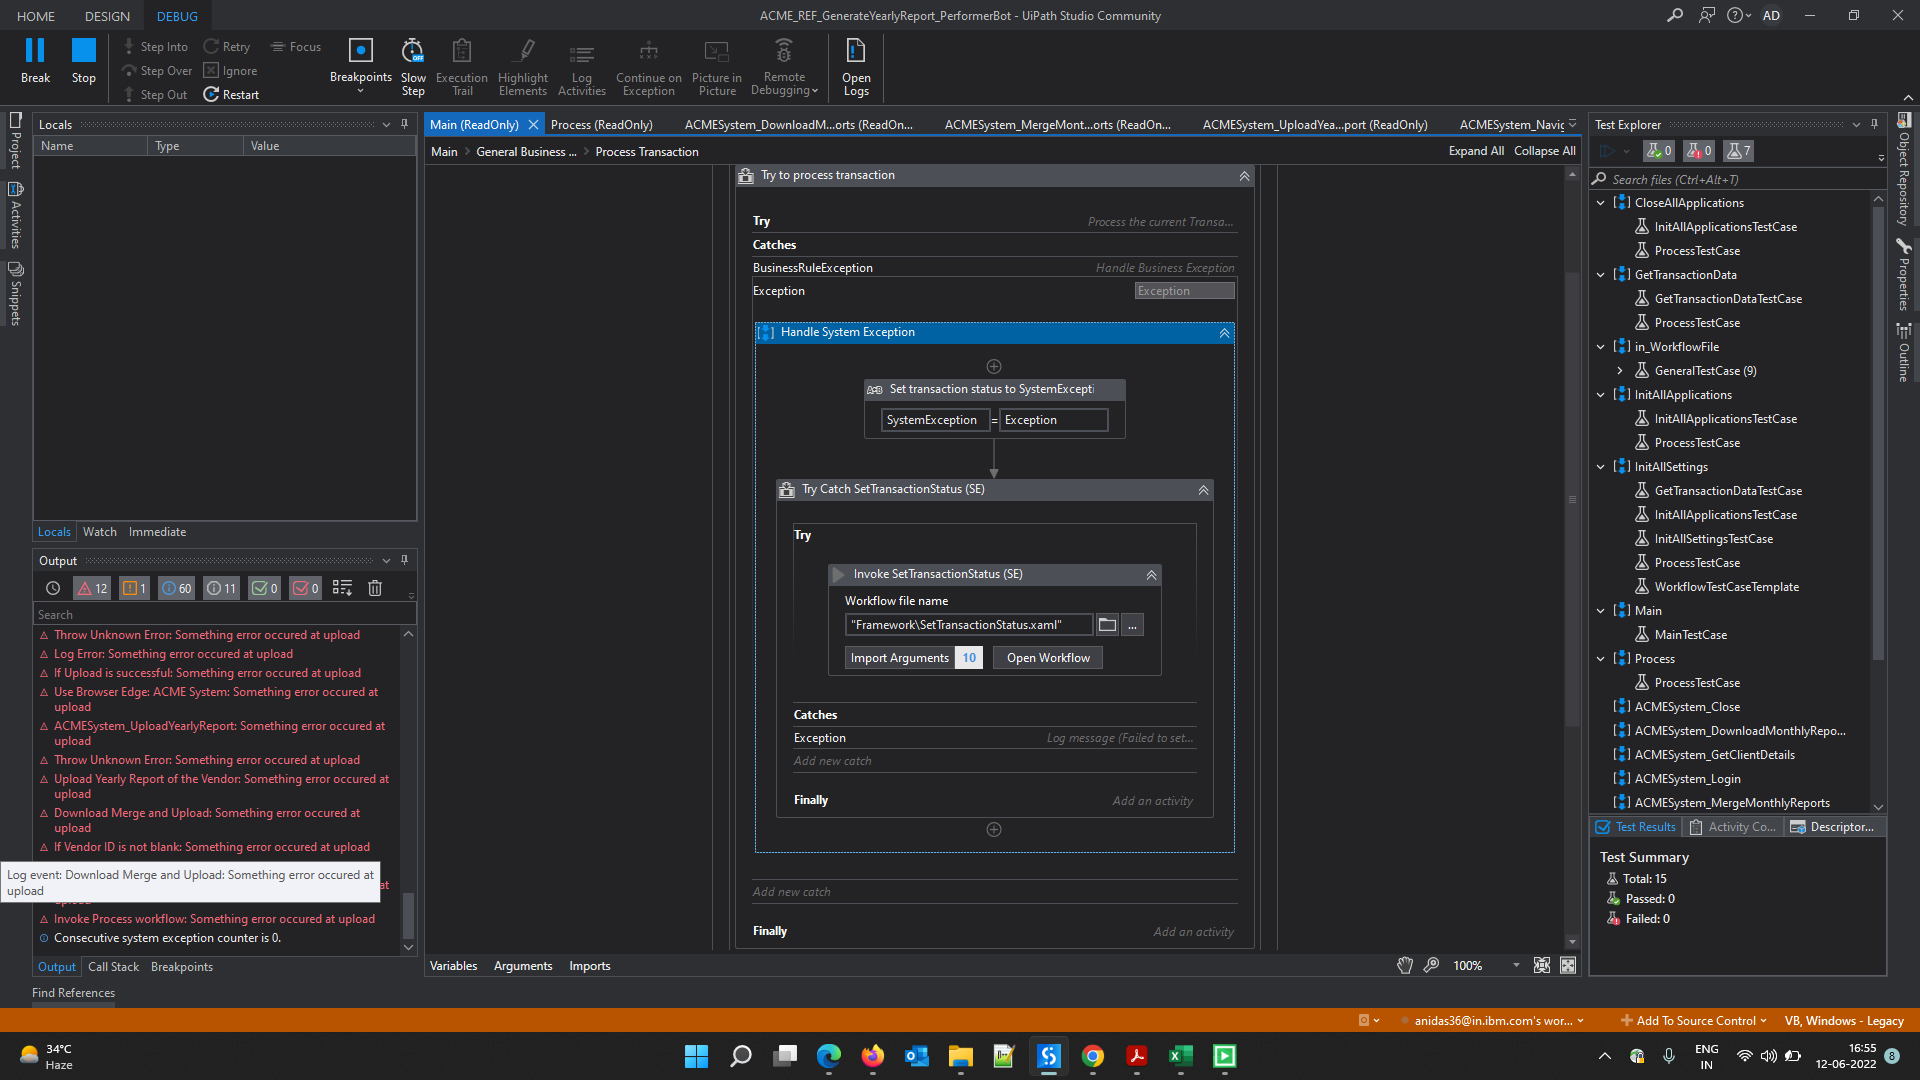 HOME
DESIGN
DEBUG
ACME_REF_GenerateYearlyReport_PerformerBot - UiPath Studio Community
AD
Break
Stop
Step Into
Step Over
Step Out
Retry
Ignore
Restart
Focus
Breakpoints
Slow Step
OFF
Execution Trail
Highlight Elements
Log Activities
Continue on Exception
Picture in Picture
Remote Debugging
Open Logs
Project
Activities
Snippets
Locals
Name
Type
Value
Locals
Watch
Immediate
Output
12
1
60
11
0
0
Search
Throw Unknown Error: Something error occured at upload
Log Error: Something error occured at upload
If Upload is successful: Something error occured at upload
Use Browser Edge: ACME System: Something error occured at
upload
ACMESystem_UploadYearlyReport: Something error occured at
upload
Throw Unknown Error: Something error occured at upload
Upload Yearly Report of the Vendor: Something error occured at
upload
Download Merge and Upload: Something error occured at
upload
If Vendor ID is not blank: Something error occured at upload
Log event: Download Merge and Upload: Something error occured at
upload
at
Invoke Process workflow: Something error occured at upload
Consecutive system exception counter is 0.
Output
Call Stack
Breakpoints
Find References
Main (ReadOnly)
Process (ReadOnly)
ACMESystem_DownloadM...orts (ReadOn...
ACMESystem_MergeMont...orts (ReadOn...
ACMESystem_UploadYea...port (ReadOnly)
ACMESystem_Navig
Main
General Business ...
Process Transaction
Expand All
Collapse All
Try to process transaction
Try
Process the current Transa...
Catches
BusinessRuleException
Handle Business Exception
Exception
Exception
Handle System Exception
Set transaction status to SystemExcepti
SystemException
=
Exception
Try Catch SetTransactionStatus (SE)
Try
Invoke SetTransactionStatus (SE)
Workflow file name
"Framework\SetTransactionStatus.xaml"
...
Import Arguments
10
Open Workflow
Catches
Exception
Log message (Failed to set...
Add new catch
Finally
Add an activity
Add new catch
Finally
Add an activity
Variables
Arguments
Imports
100%
Test Explorer
0
0
7
Search files (Ctrl+Alt+T)
CloseAllApplications
InitAllApplicationsTestCase
ProcessTestCase
GetTransactionData
GetTransactionDataTestCase
ProcessTestCase
in_WorkflowFile
GeneralTestCase (9)
InitAllApplications
InitAllApplicationsTestCase
ProcessTestCase
InitAllSettings
GetTransactionDataTestCase
InitAllApplicationsTestCase
InitAllSettingsTestCase
ProcessTestCase
WorkflowTestCaseTemplate
Main
MainTestCase
Process
ProcessTestCase
ACMESystem_Close
ACMESystem_DownloadMonthlyRepo...
ACMESystem_GetClientDetails
ACMESystem_Login
ACMESystem_MergeMonthlyReports
Test Results
Activity Co...
Descriptor...
Test Summary
Total: 15
Passed: 0
Failed: 0
Object Repository
Properties
Outline
anidas36@in.ibm.com's wor...
Add To Source Control
VB, Windows - Legacy
34°C
Haze
ENG
IN
16:55
12-06-2022
8